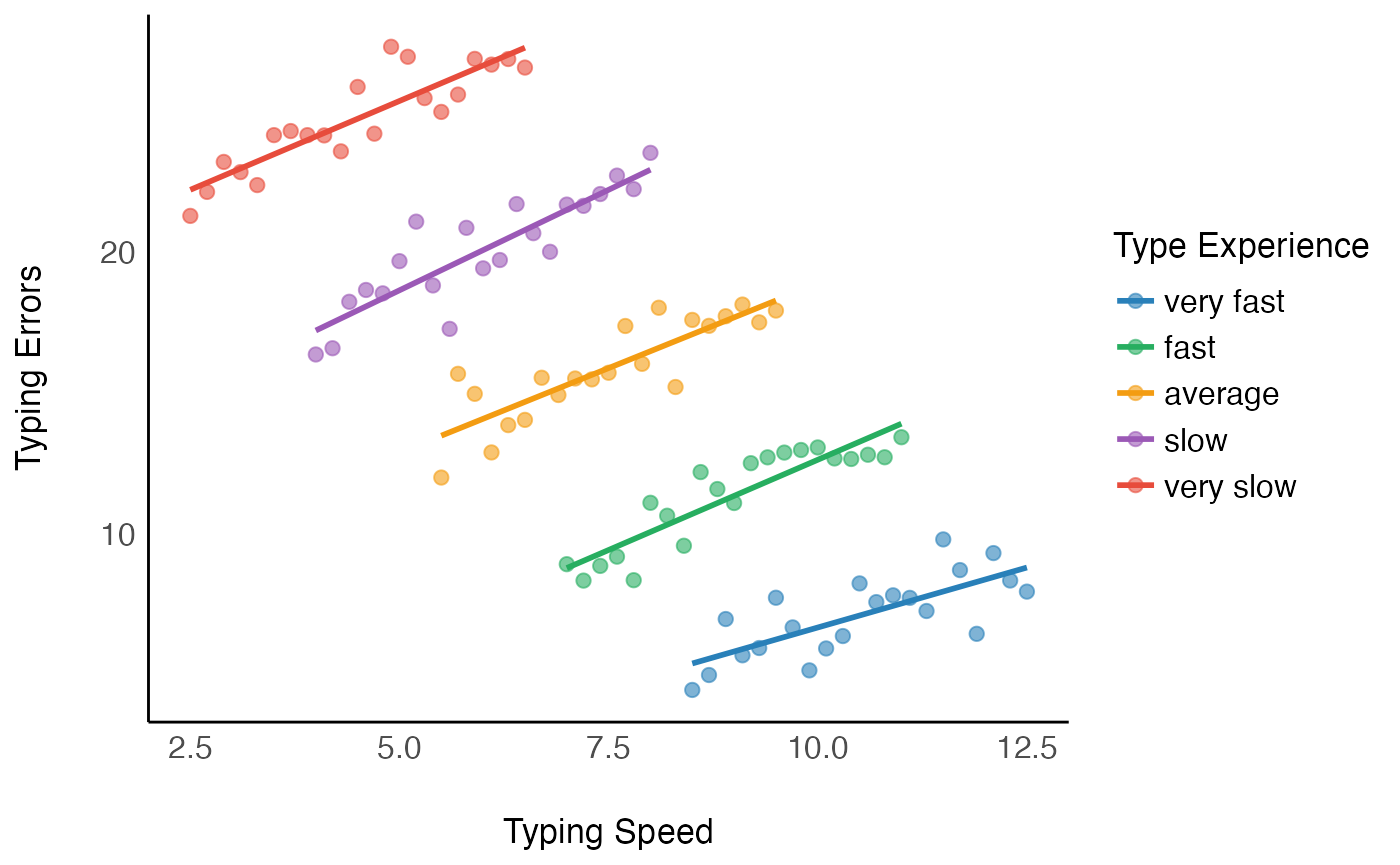 Typing Errors
20
10
2.5 5.0 7.5 10.0 12.5
Typing Speed
Type Experience
very fast
fast
average
slow
very slow